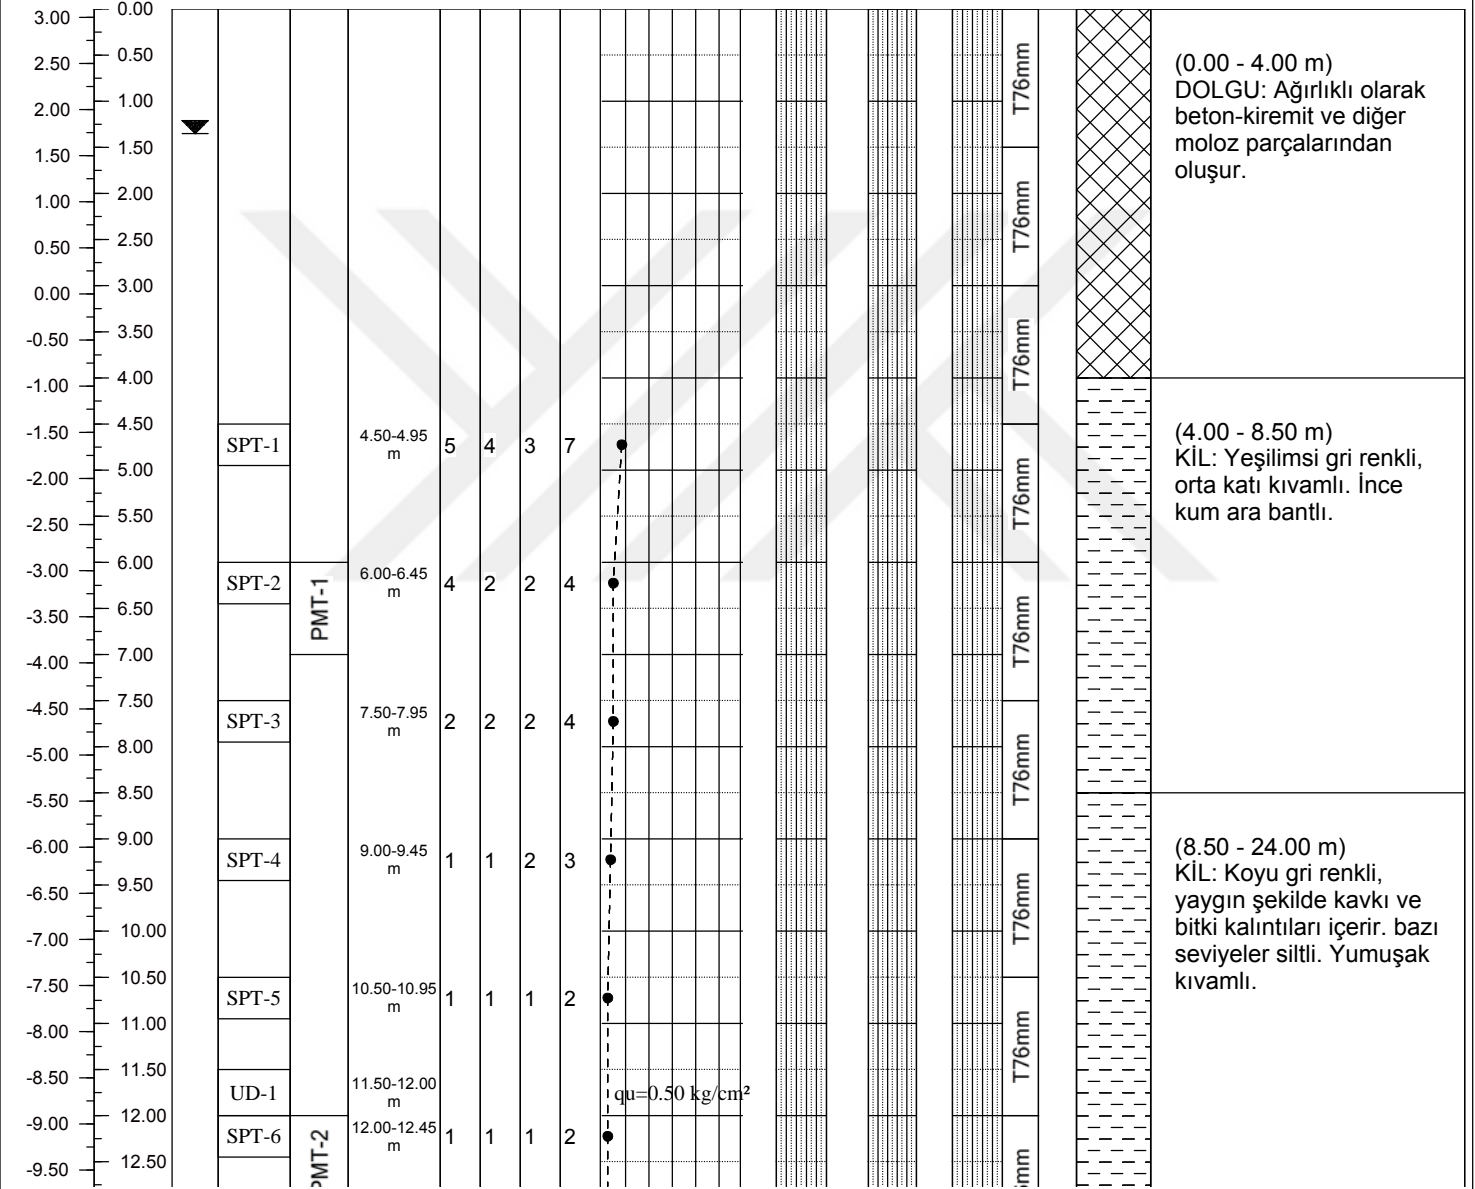 3.00 0.00
0.50
2.50
2.00 1.00
1.50
1.50
1.00 2.00
0.50 2.50
0.00 3.00
-0.50 3.50
-1.00 4.00
-1.50 4.50
-2.00 5.00
-2.50 5.50
-3.00 6.00
-3.50 6.50
-4.00 7.00
-4.50 7.50
-5.00 8.00
-5.50 8.50
-6.00 9.00
-6.50 9.50
-7.00 10.00
-7.50 10.50
-8.00 11.00
-8.50 11.50
-9.00 12.00
-9.50 12.50
SPT-1 4.50-4.95 m 5 4 3 7
SPT-2 6.00-6.45 m 4 2 2 4
PMT-1
SPT-3 7.50-7.95 m 2 2 2 4
SPT-4 9.00-9.45 m 1 1 2 3
SPT-5 10.50-10.95 m 1 1 1 2
UD-1 11.50-12.00 m qu=0.50 kg/cm²
SPT-6 12.00-12.45 m 1 1 1 2
PMT-2
T76mm
T76mm
T76mm
T76mm
T76mm
T76mm
T76mm
T76mm
mm
(0.00 - 4.00 m)
DOLGU: Ağırlıklı olarak
beton-kiremit ve diğer
moloz parçalarından
oluşur.
(4.00 - 8.50 m)
KİL: Yeşilimsi gri renkli,
orta katı kıvamlı. İnce
kum ara bantlı.
(8.50 - 24.00 m)
KİL: Koyu gri renkli,
yaygın şekilde kavkı ve
bitki kalıntıları içerir. bazı
seviyeler siltli. Yumuşak
kıvamlı.